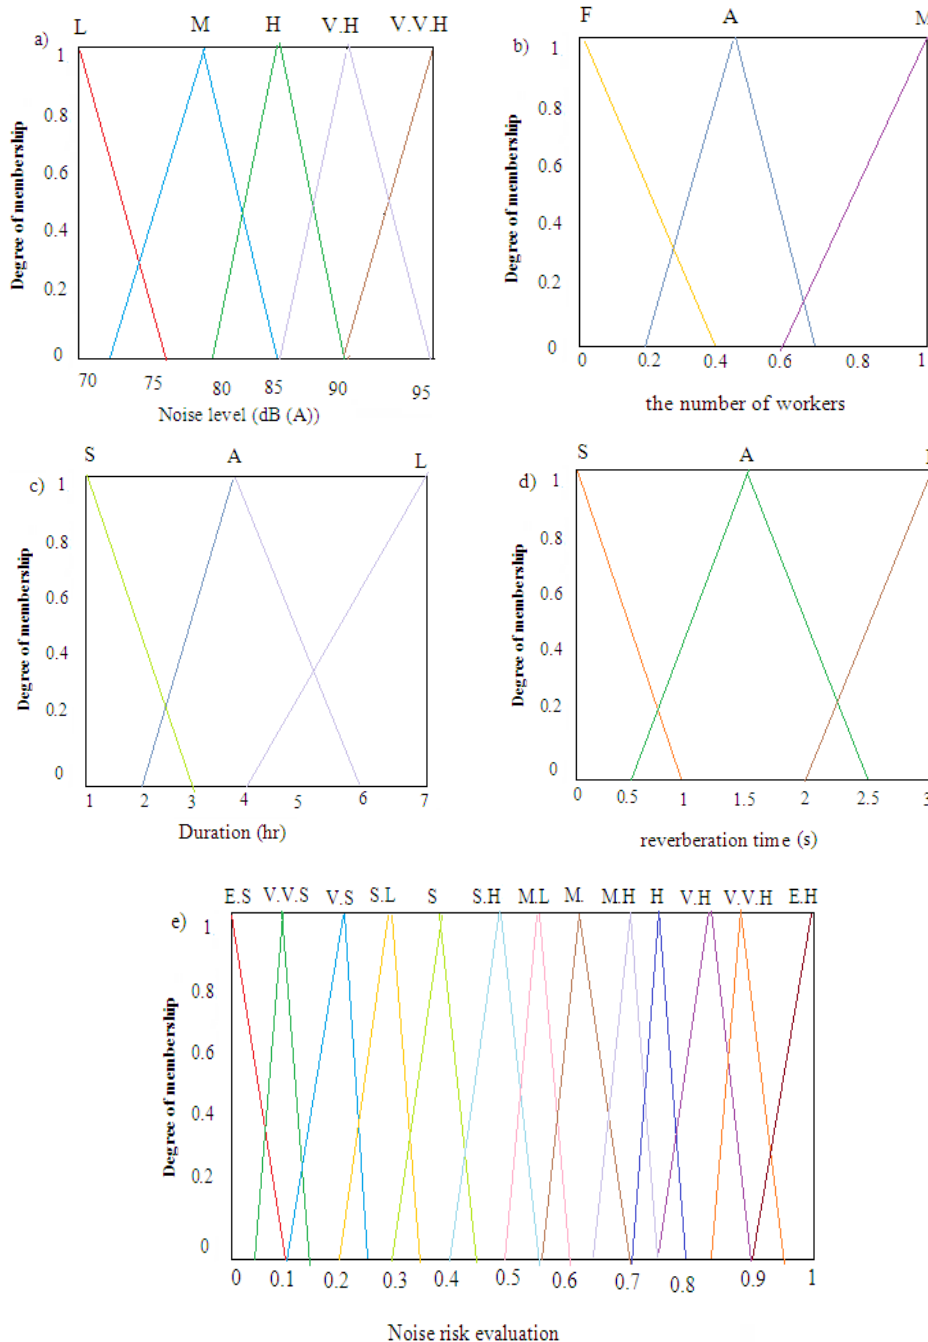 L M H V.H V.V.H
a)
1
0.8
0.6
0.4
0.2
0
Degree of membership
70 75 80 85 90 95
Noise level (dB (A))
F A M
b)
1
0.8
0.6
0.4
0.2
0
Degree of membership
0 0.2 0.4 0.6 0.8 1
the number of workers
S A L
c)
1
0.8
0.6
0.4
0.2
0
Degree of membership
1 2 3 4 5 6 7
Duration (hr)
S A
d)
1
0.8
0.6
0.4
0.2
0
Degree of membership
0 0.5 1 1.5 2 2.5 3
reverberation time (s)
E.S V.V.S V.S S.L S S.H M.L M. M.H H V.H V.V.H E.H
e)
1
0.8
0.6
0.4
0.2
0
Degree of membership
0 0.1 0.2 0.3 0.4 0.5 0.6 0.7 0.8 0.9 1
Noise risk evaluation